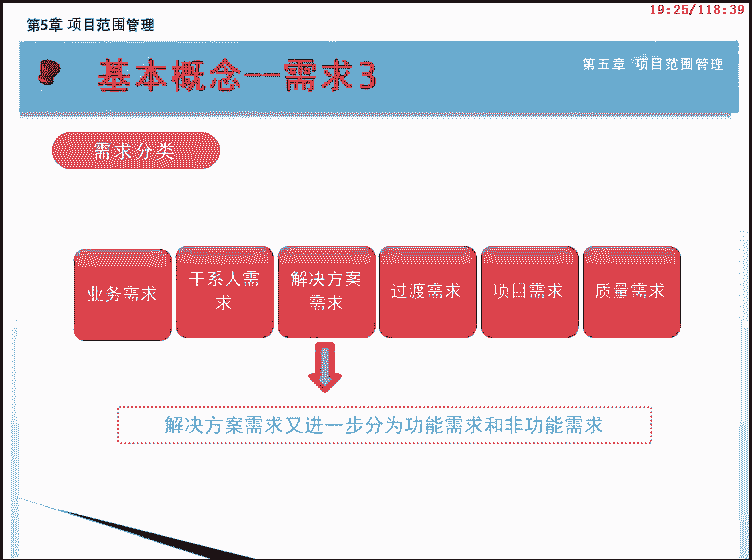 19:25/118:39
第5章 项目范围管理
基本概念——需求3
第五章 项目范围管理
需求分类
业务需求
干系人需
求
解决方案
需求
过渡需求
项目需求
质量需求
解决方案需求又进一步分为功能需求和非功能需求